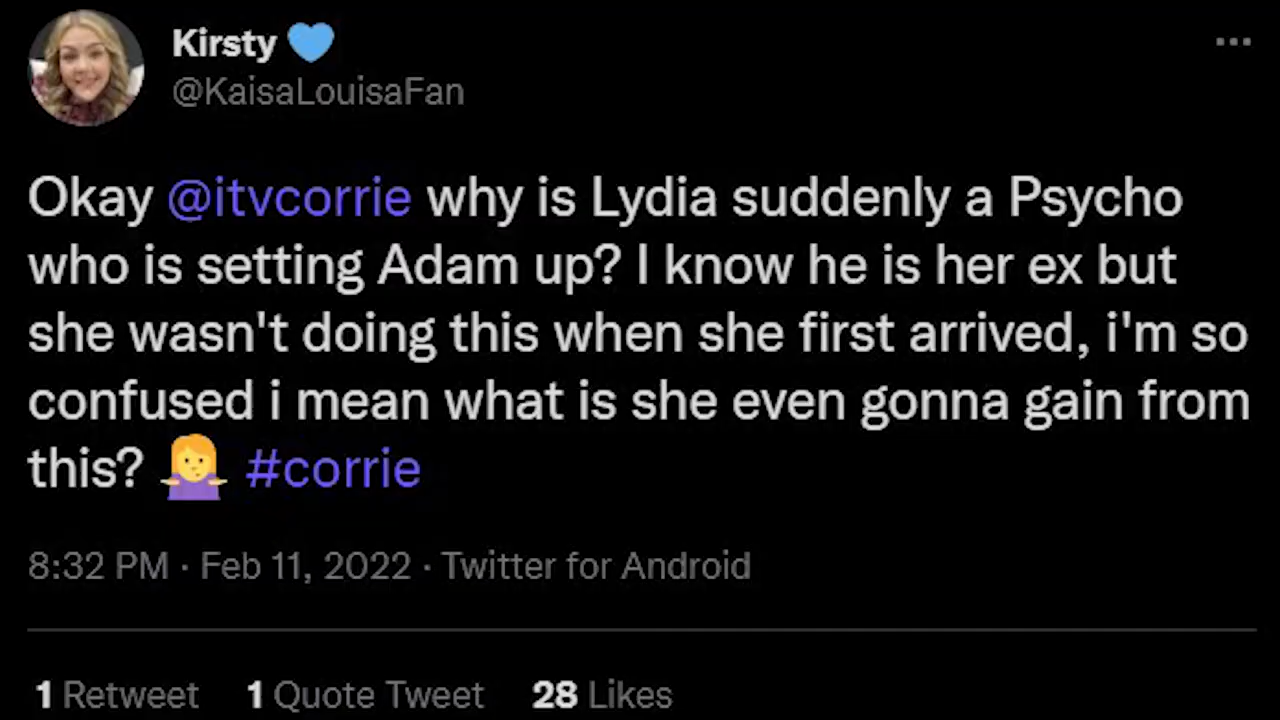 Kirsty 💙
@KaisaLouisaFan
Okay @itvcorrie why is Lydia suddenly a Psycho
who is setting Adam up? I know he is her ex but
she wasn't doing this when she first arrived, i'm so
confused i mean what is she even gonna gain from
this? 🤷‍♀️ #corrie
8:32 PM · Feb 11, 2022 · Twitter for Android
1 Retweet 1 Quote Tweet 28 Likes